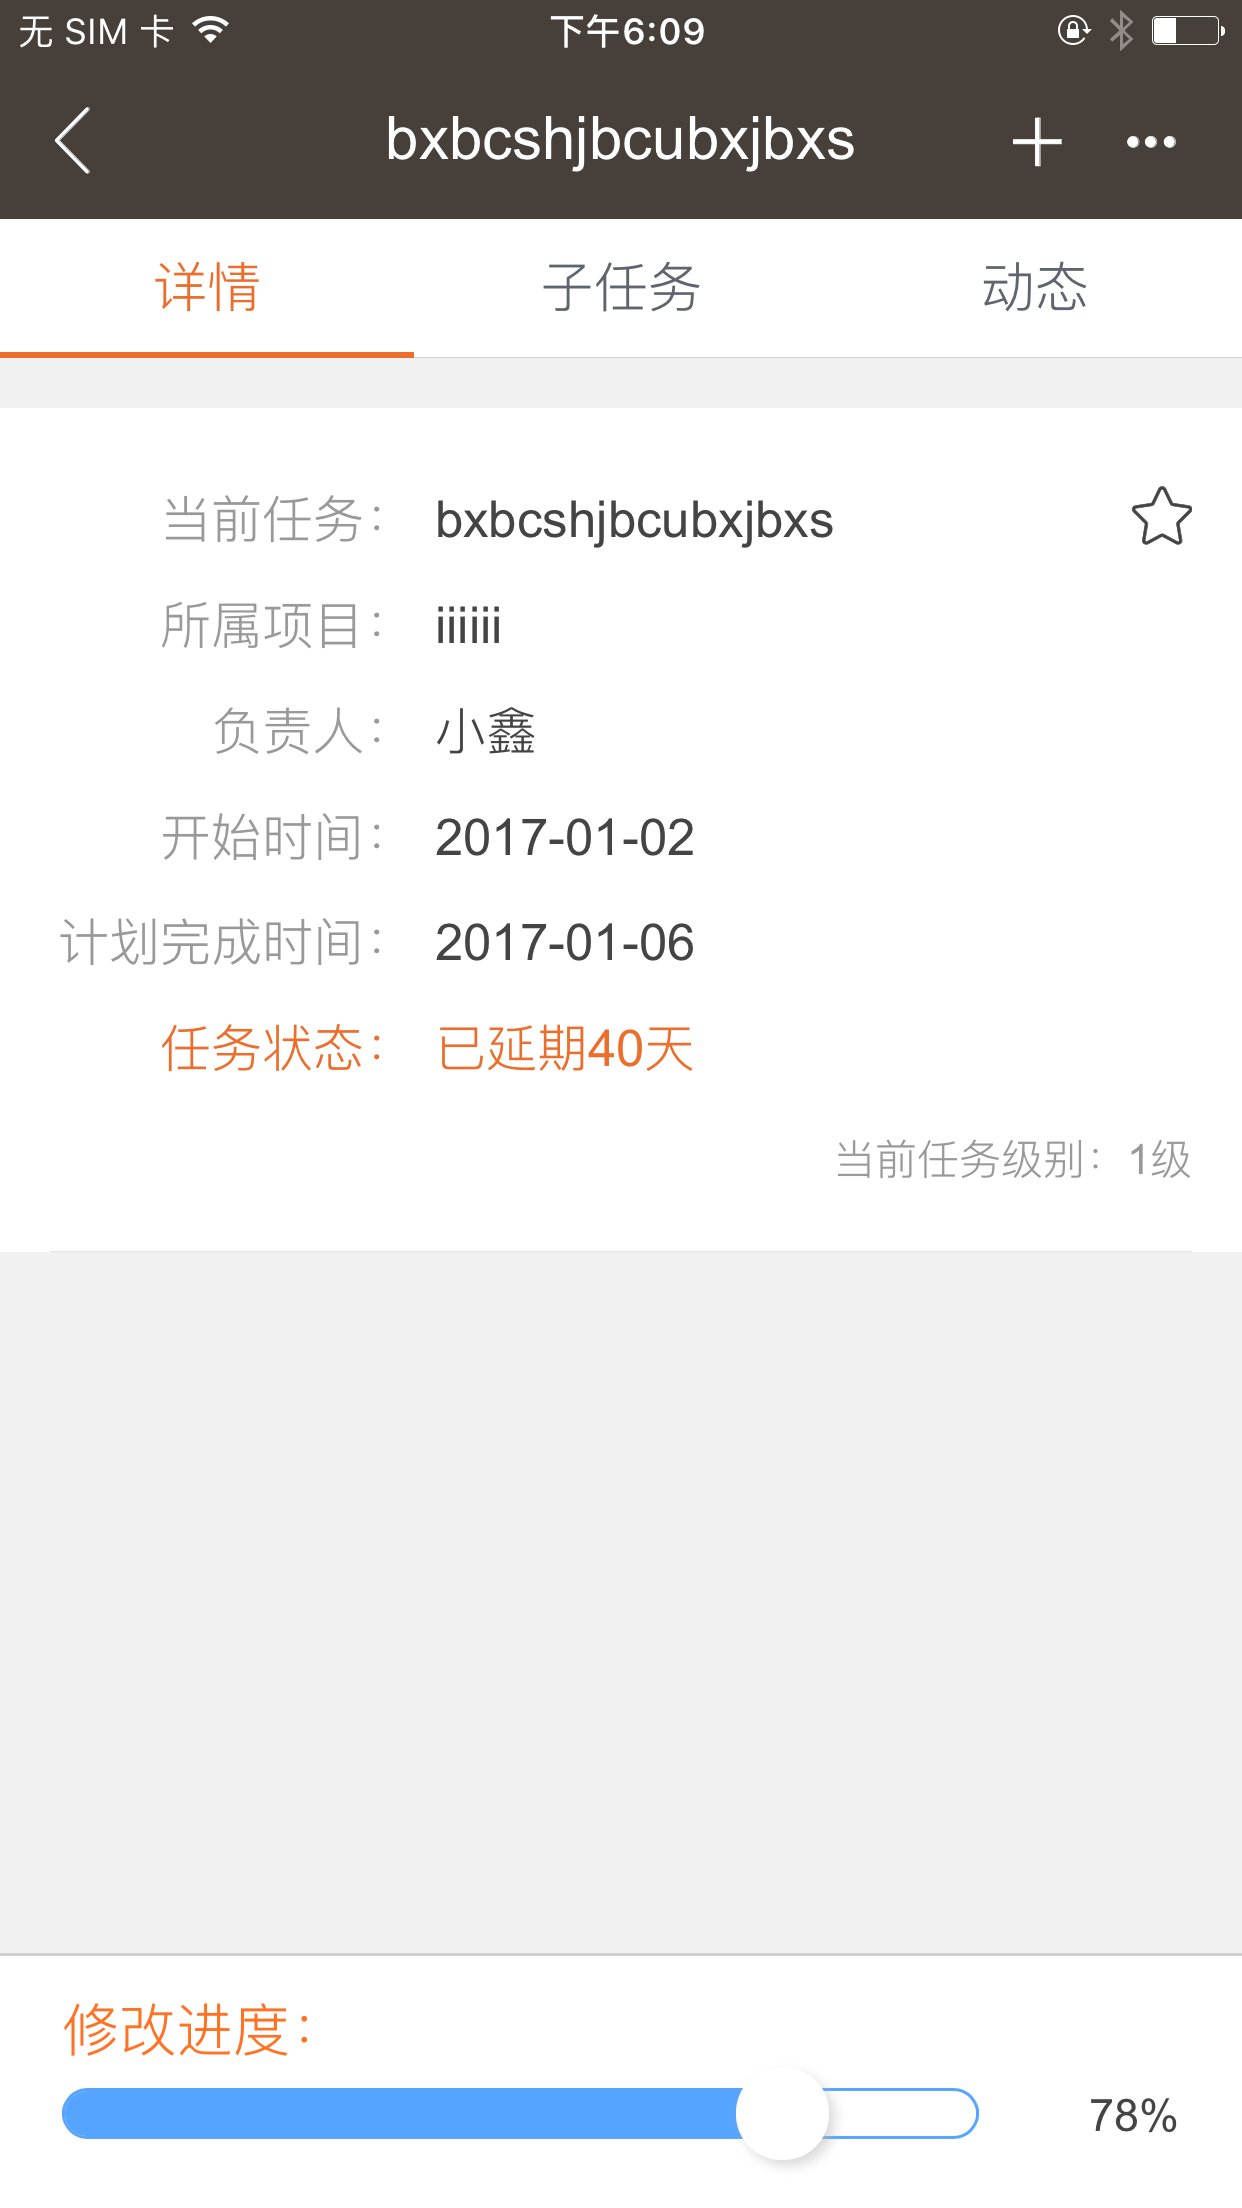 无 SIM 卡 下午6:09
bxbcshjbcubxjbxs
详情 子任务 动态
当前任务： bxbcshjbcubxjbxs
所属项目： iiiiii
负责人： 小鑫
开始时间： 2017-01-02
计划完成时间： 2017-01-06
任务状态： 已延期40天
当前任务级别：1级
修改进度：
78%